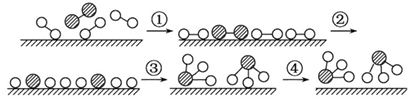 ① ②
③ ④